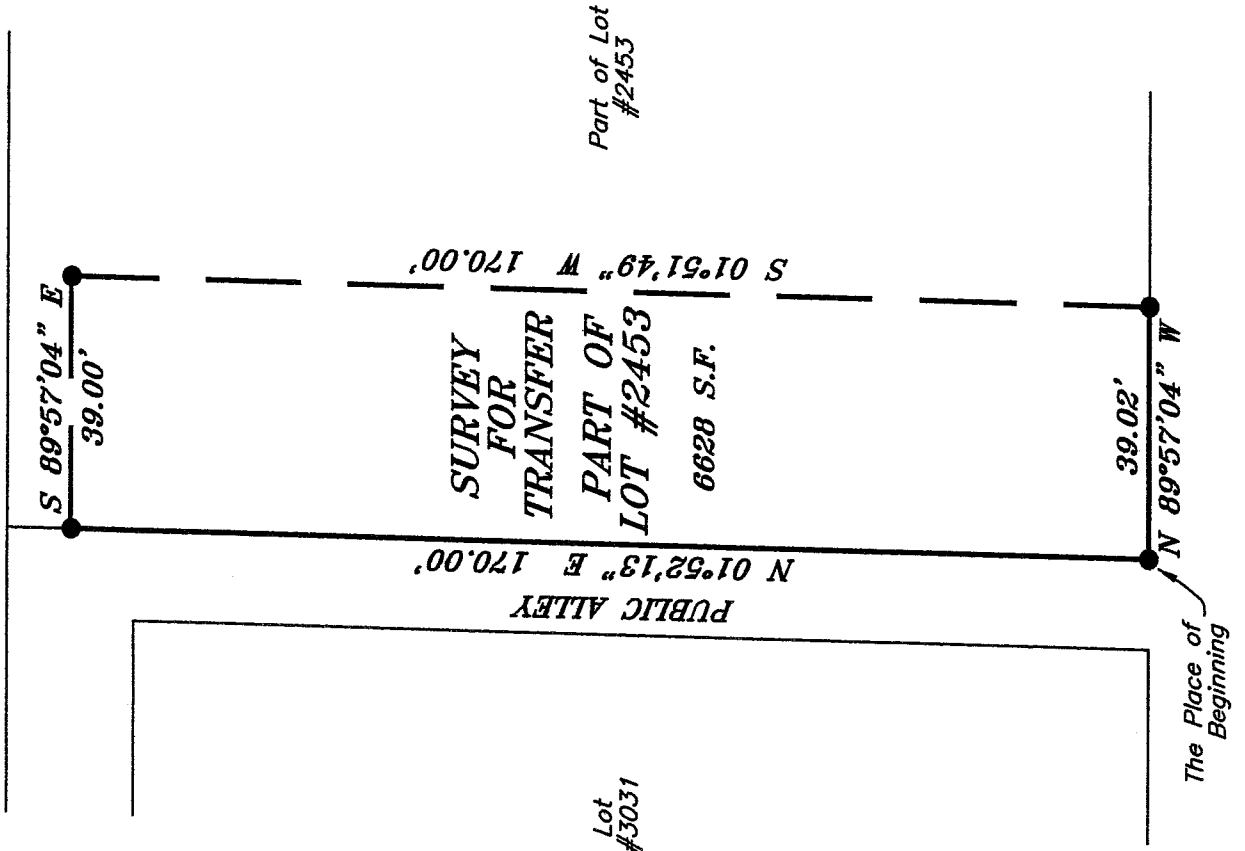 Part of Lot
#2453
S 89°57'04" E
39.00'
S 01°51'49" W 170.00'
SURVEY
FOR
TRANSFER
PART OF
LOT #2453
6628 S.F.
N 01°52'13" E 170.00'
PUBLIC ALLEY
39.02'
N 89°57'04" W
The Place of
Beginning
Lot
#3031